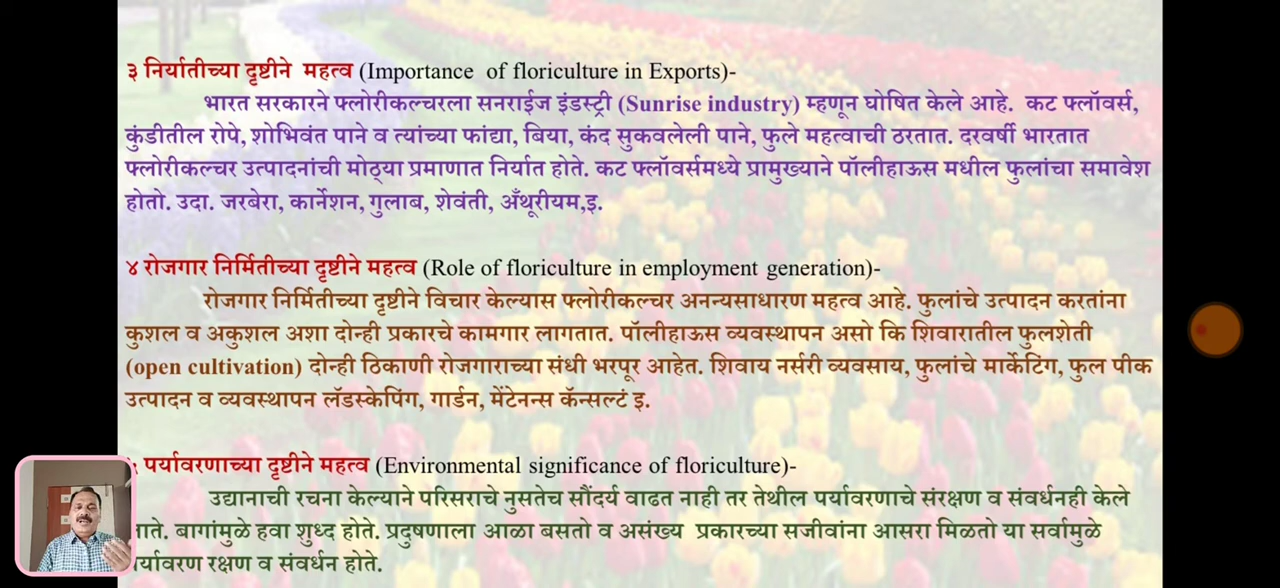 ३ निर्यातीच्या दृष्टीने महत्व (Importance of floriculture in Exports)-
भारत सरकारने फ्लोरीकल्चरला सनराईज इंडस्ट्री (Sunrise industry) म्हणून घोषित केले आहे. कट फ्लॉवर्स,
कुंडीतील रोपे, शोभिवंत पाने व त्यांच्या फांद्या, बिया, कंद सुकवलेली पाने, फुले महत्वाची ठरतात. दरवर्षी भारतात
फ्लोरीकल्चर उत्पादनांची मोठ्या प्रमाणात निर्यात होते. कट फ्लॉवर्समध्ये प्रामुख्याने पॉलीहाऊस मधील फुलांचा समावेश
होतो. उदा. जरबेरा, कार्नेशन, गुलाब, शेवंती, अँथूरीयम,इ.
४ रोजगार निर्मितीच्या दृष्टीने महत्व (Role of floriculture in employment generation)-
रोजगार निर्मितीच्या दृष्टीने विचार केल्यास फ्लोरीकल्चर अनन्यसाधारण महत्व आहे. फुलांचे उत्पादन करतांना
कुशल व अकुशल अशा दोन्ही प्रकारचे कामगार लागतात. पॉलीहाऊस व्यवस्थापन असो कि शिवारातील फुलशेती
(open cultivation) दोन्ही ठिकाणी रोजगाराच्या संधी भरपूर आहेत. शिवाय नर्सरी व्यवसाय, फुलांचे मार्केटिंग, फुल पीक
उत्पादन व व्यवस्थापन लॅडस्केपिंग, गार्डन, मेंटेनन्स कॅन्सल्टं इ.
पर्यावरणाच्या दृष्टीने महत्व (Environmental significance of floriculture)-
उद्यानाची रचना केल्याने परिसराचे नुसतेच सौंदर्य वाढत नाही तर तेथील पर्यावरणाचे संरक्षण व संवर्धनही केले
बागांमुळे हवा शुध्द होते. प्रदुषणाला आळा बसतो व असंख्य प्रकारच्या सजीवांना आसरा मिळतो या सर्वामुळे
रक्षण व संवर्धन होते.